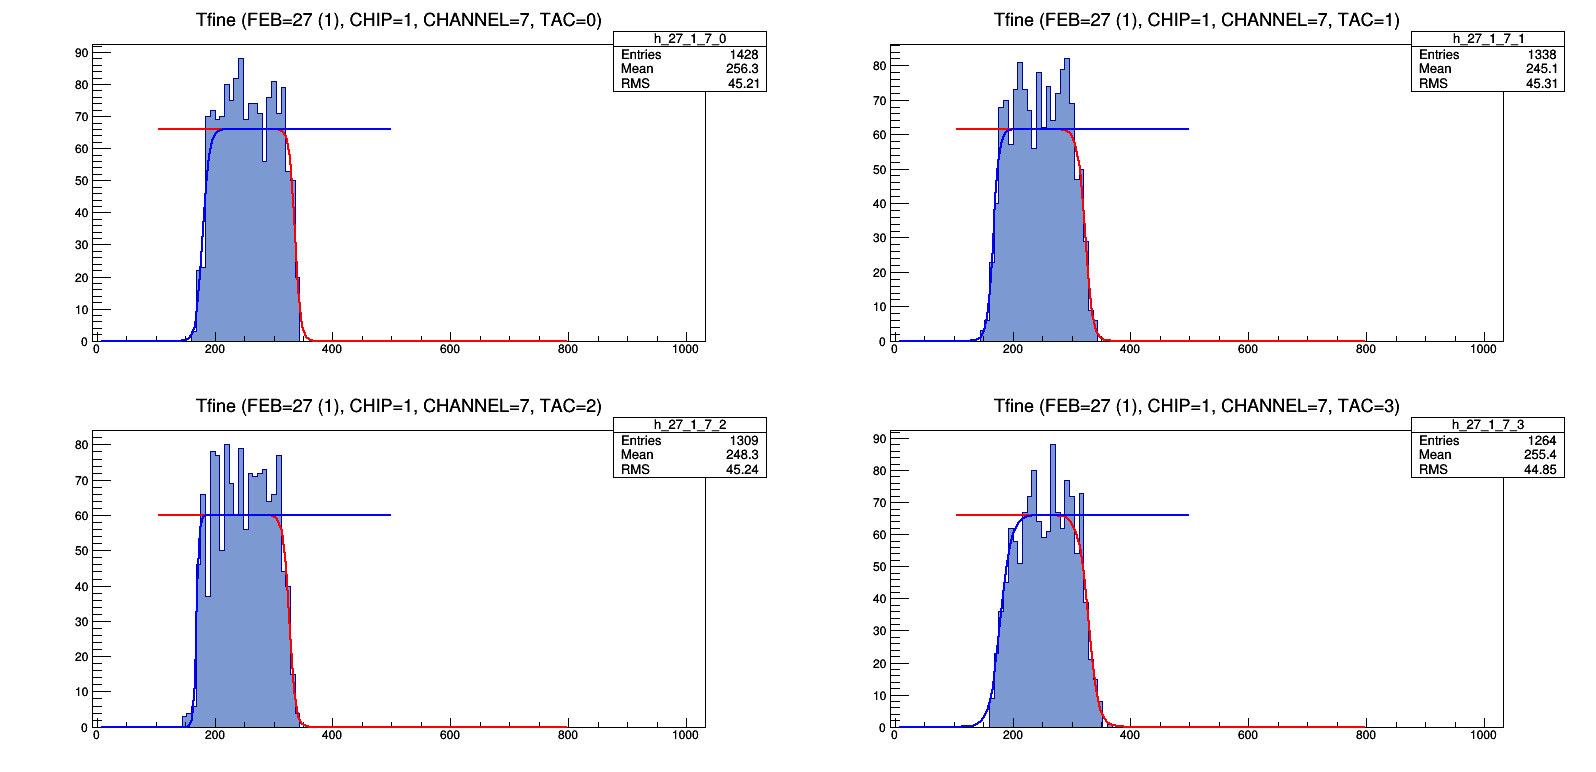 Tfine (FEB=27 (1), CHIP=1, CHANNEL=7, TAC=0)
h_27_1_7_0
Entries 1428
Mean 256.3
RMS 45.21
90
80
70
60
50
40
30
20
10
0
0 200 400 600 800 1000
Tfine (FEB=27 (1), CHIP=1, CHANNEL=7, TAC=1)
h_27_1_7_1
Entries 1338
Mean 245.1
RMS 45.31
80
70
60
50
40
30
20
10
0
0 200 400 600 800 1000
Tfine (FEB=27 (1), CHIP=1, CHANNEL=7, TAC=2)
h_27_1_7_2
Entries 1309
Mean 248.3
RMS 45.24
80
70
60
50
40
30
20
10
0
0 200 400 600 800 1000
Tfine (FEB=27 (1), CHIP=1, CHANNEL=7, TAC=3)
h_27_1_7_3
Entries 1264
Mean 255.4
RMS 44.85
90
80
70
60
50
40
30
20
10
0
0 200 400 600 800 1000